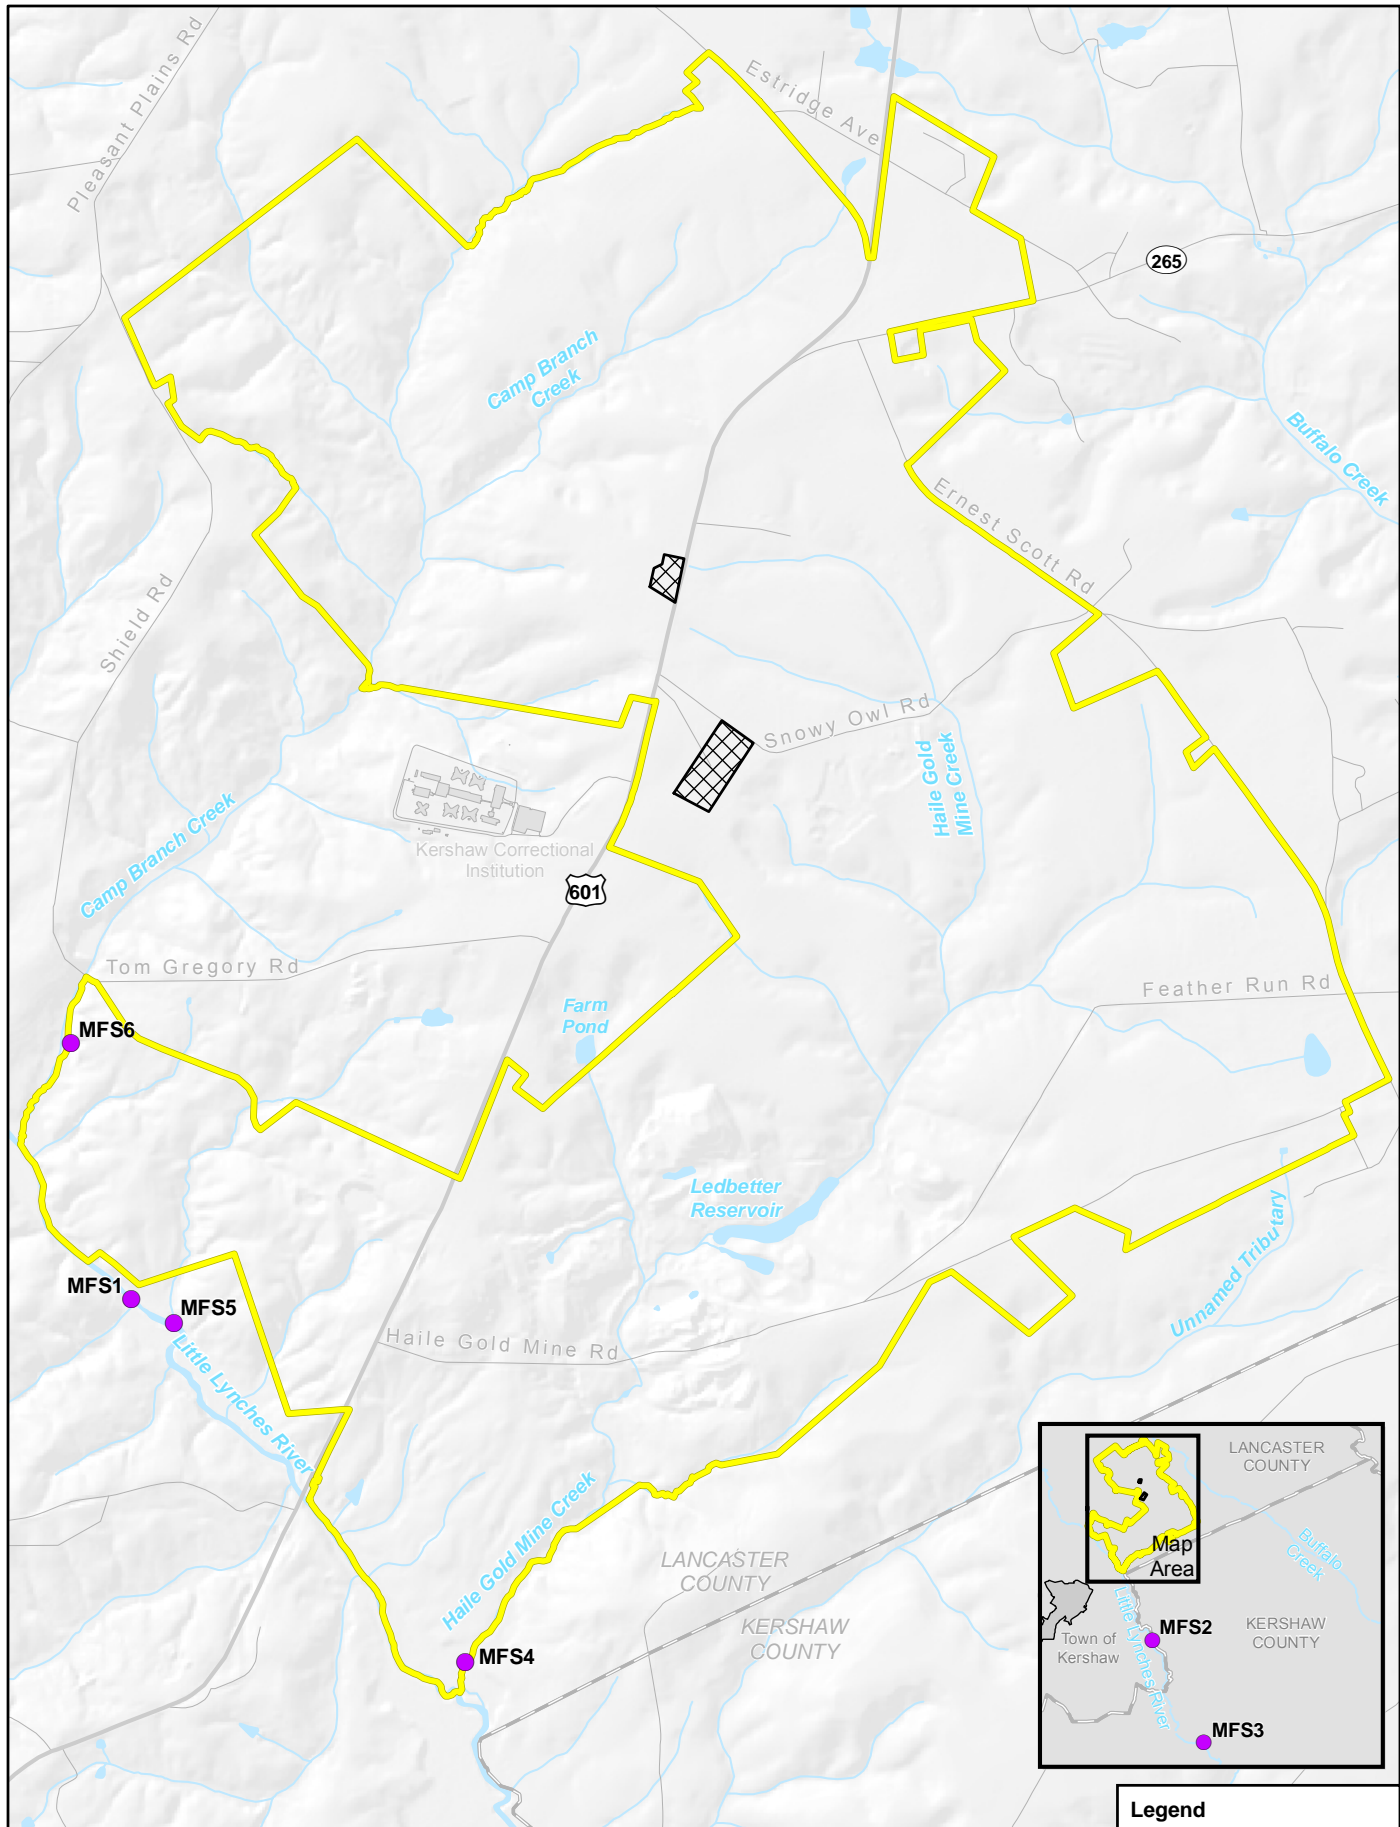 Pleasant Plains Rd
Estridge Ave
265
Camp Branch
Creek
Buffalo Creek
Ernest Scott Rd
Shield Rd
Snowy Owl Rd
Haile Gold
Mine Creek
Camp Branch Creek
Kershaw Correctional
Institution
601
Tom Gregory Rd
Feather Run Rd
Farm
Pond
MFS6
Ledbetter
Reservoir
Unnamed Tributary
MFS1
MFS5
Haile Gold Mine Rd
Little Lynches River
Haile Gold Mine Creek
LANCASTER
COUNTY
KERSHAW
COUNTY
MFS4
LANCASTER
COUNTY
Map
Area
Buffalo
Creek
Little Lynches River
MFS2
KERSHAW
COUNTY
Town of
Kershaw
MFS3
Legend